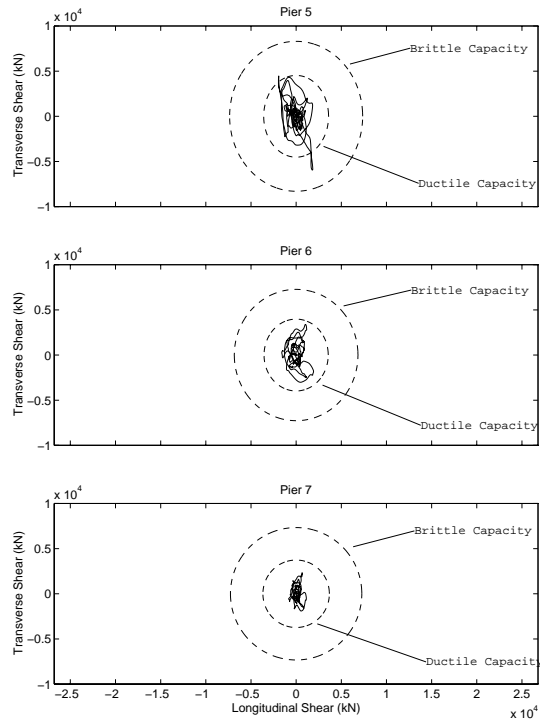 Pier 5
x 10^4
1
0.5
0
−0.5
−1
Transverse Shear (kN)
Brittle Capacity
Ductile Capacity
Pier 6
x 10^4
1
0.5
0
−0.5
−1
Transverse Shear (kN)
Brittle Capacity
Ductile Capacity
Pier 7
x 10^4
1
0.5
0
−0.5
−1
Transverse Shear (kN)
Brittle Capacity
Ductile Capacity
−2.5 −2 −1.5 −1 −0.5 0 0.5 1 1.5 2 2.5
Longitudinal Shear (kN)
x 10^4